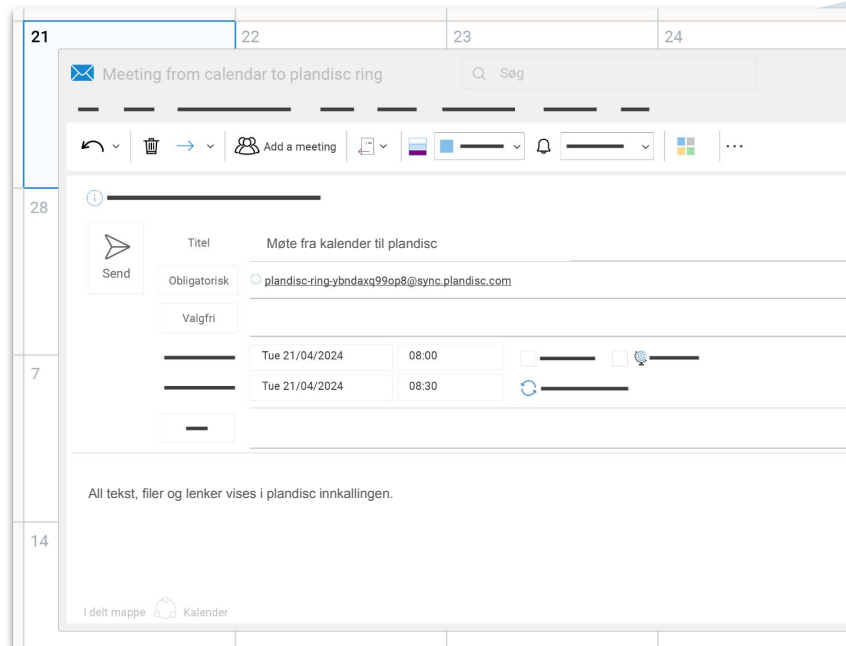 21 22 23 24
Meeting from calendar to plandisc ring Søg
Add a meeting
28
Send
Titel Møte fra kalender til plandisc
Obligatorisk plandisc-ring-ybndaxq99op8@sync.plandisc.com
Valgfri
7
Tue 21/04/2024 08:00
Tue 21/04/2024 08:30
All tekst, filer og lenker vises i plandisc innkallingen.
14
I delt mappe Kalender